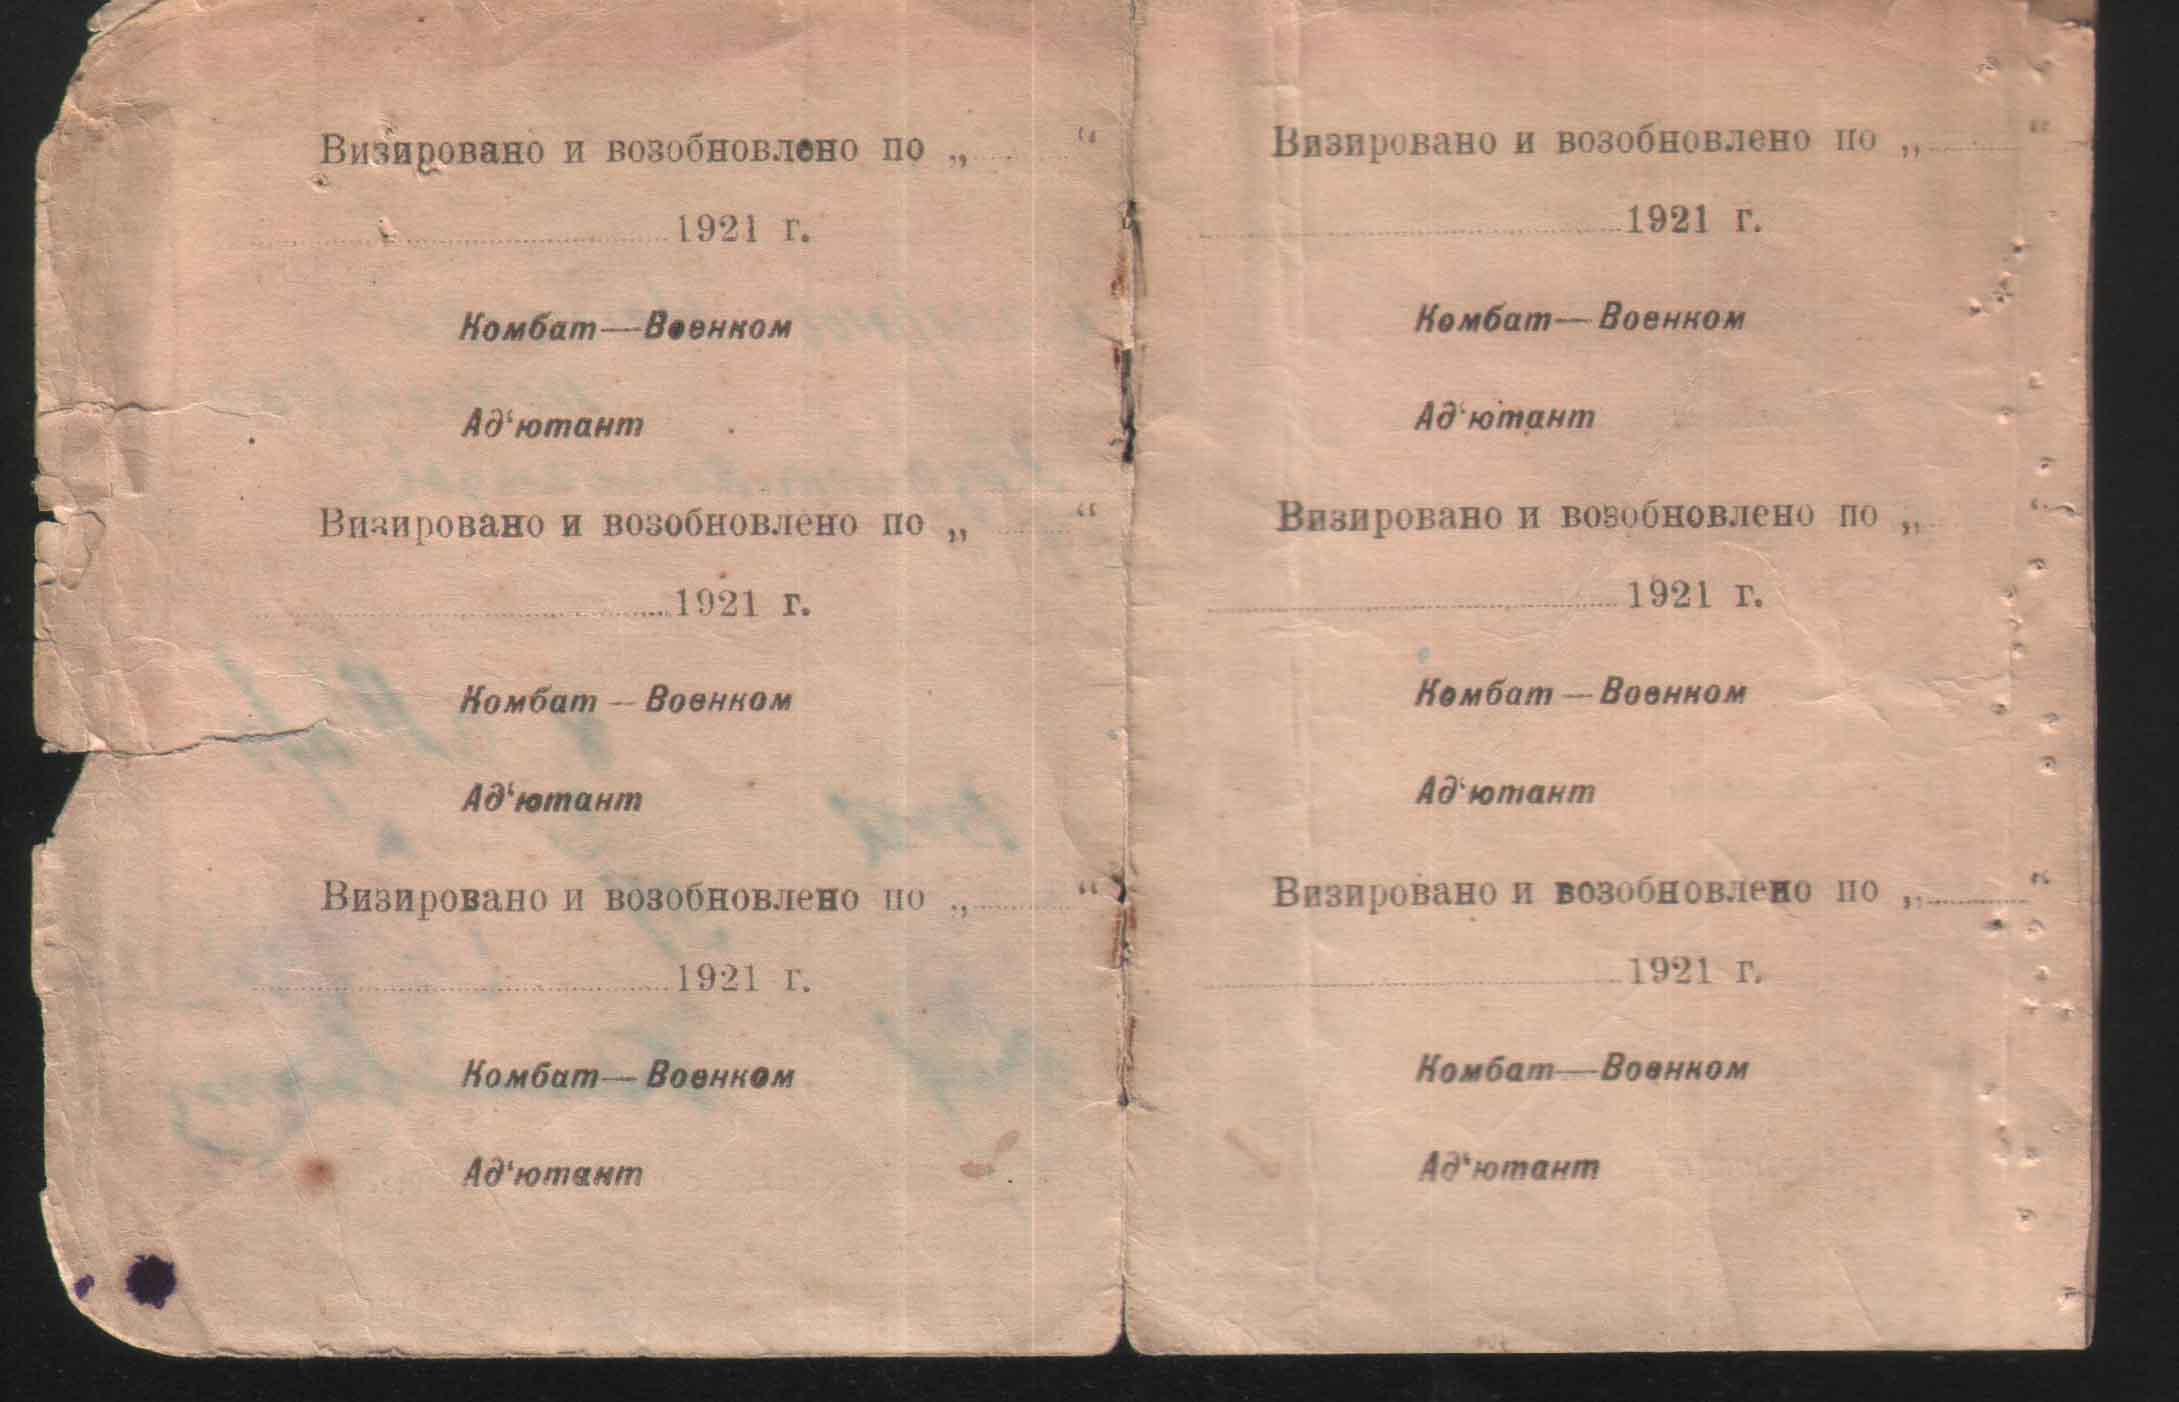 Визировано и возобновлено по „ “
1921 г.
Комбат—Военком
Ад‘ютант
Визировано и возобновлено по „ “
1921 г.
Комбат—Военком
Ад‘ютант
Визировано и возобновлено по „ “
1921 г.
Комбат—Военком
Ад‘ютант
Визировано и возобновлено по „ “
1921 г.
Комбат—Военком
Ад‘ютант
Визировано и возобновлено по „ “
1921 г.
Комбат—Военком
Ад‘ютант
Визировано и возобновлено по „ “
1921 г.
Комбат—Военком
Ад‘ютант